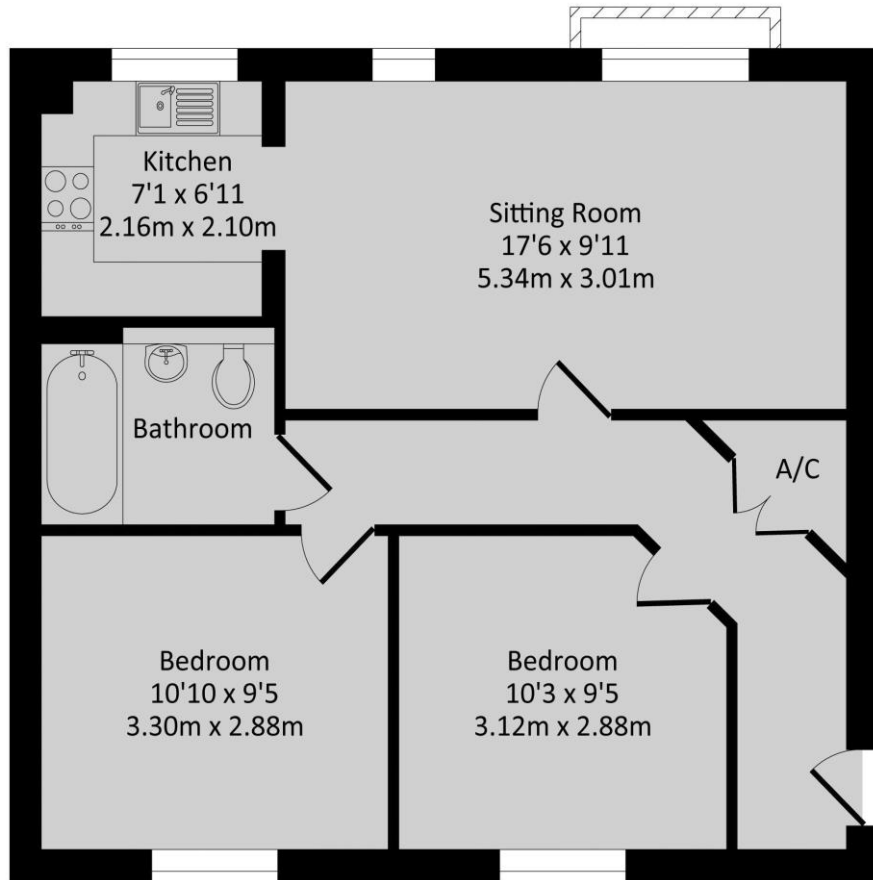 Kitchen
7'1 x 6'11
2.16m x 2.10m
Sitting Room
17'6 x 9'11
5.34m x 3.01m
Bathroom
A/C
Bedroom
10'10 x 9'5
3.30m x 2.88m
Bedroom
10'3 x 9'5
3.12m x 2.88m